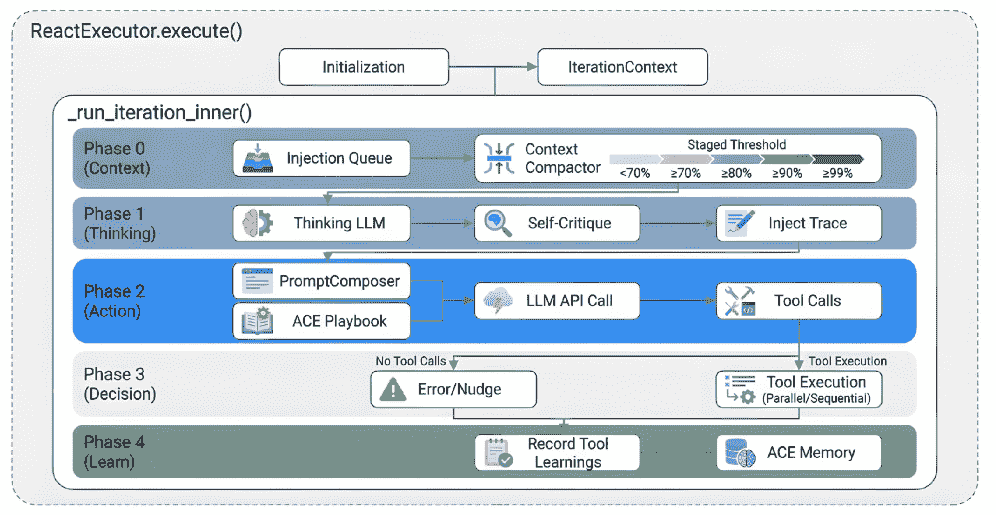 ReactExecutor.execute()
Initialization
IterationContext
_run_iteration_inner()
Phase 0
(Context)
Injection Queue
Context
Compactor
Staged Threshold
<70%
≥70%
≥80%
≥90%
≥99%
Phase 1
(Thinking)
Thinking LLM
Self-Critique
Inject Trace
Phase 2
(Action)
PromptComposer
ACE Playbook
LLM API Call
Tool Calls
Phase 3
(Decision)
No Tool Calls
Tool Execution
Error/Nudge
Tool Execution
(Parallel/Sequential)
Phase 4
(Learn)
Record Tool
Learnings
ACE Memory